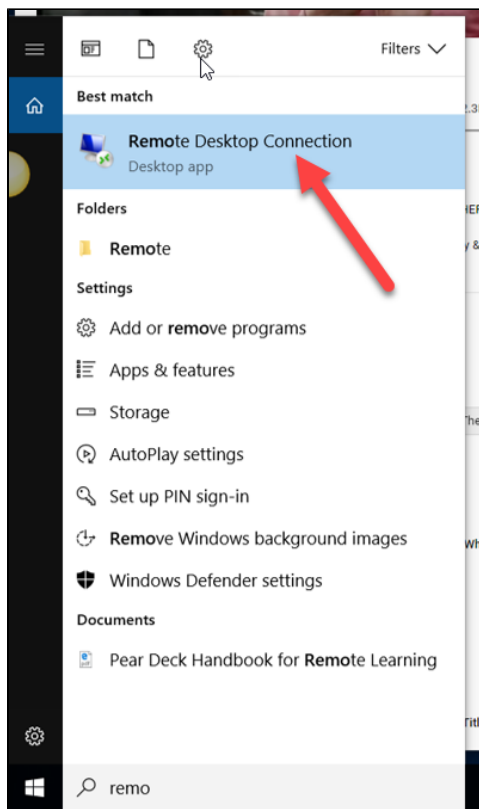 Filters
Best match
Remote Desktop Connection
Desktop app
Folders
Remote
Settings
Add or remove programs
Apps & features
Storage
AutoPlay settings
Set up PIN sign-in
Remove Windows background images
Windows Defender settings
Documents
Pear Deck Handbook for Remote Learning
remo